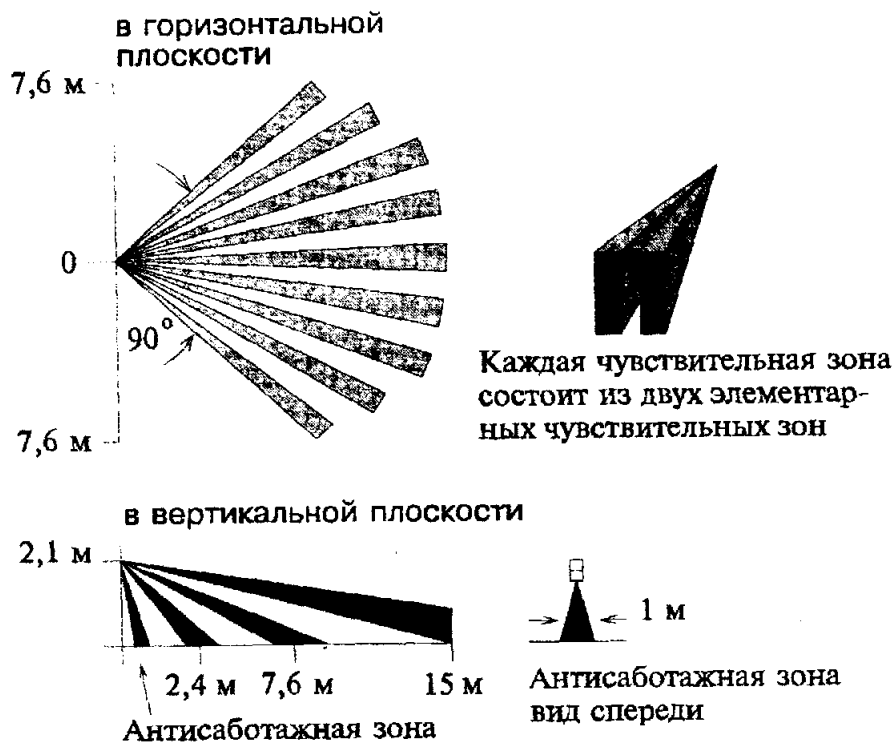 в горизонтальной
плоскости
7,6 м
0
90°
7,6 м
Каждая чувствительная зона
состоит из двух элементар-
ных чувствительных зон
в вертикальной плоскости
2,1 м
2,4 м 7,6 м 15 м
Антисаботажная зона
1 м
Антисаботажная зона
вид спереди